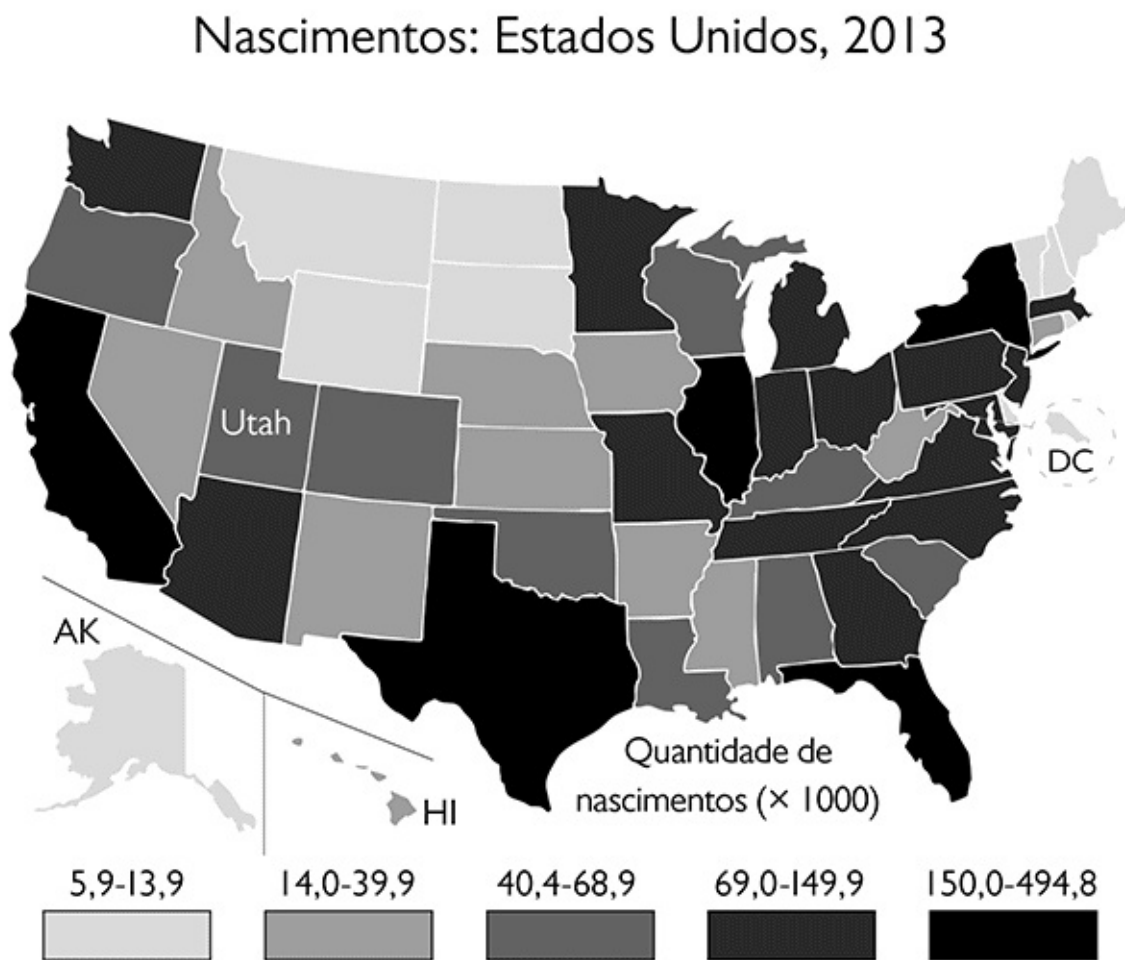 Nascimentos: Estados Unidos, 2013
Utah
DC
AK
HI
Quantidade de
nascimentos (× 1000)
5,9-13,9
14,0-39,9
40,4-68,9
69,0-149,9
150,0-494,8